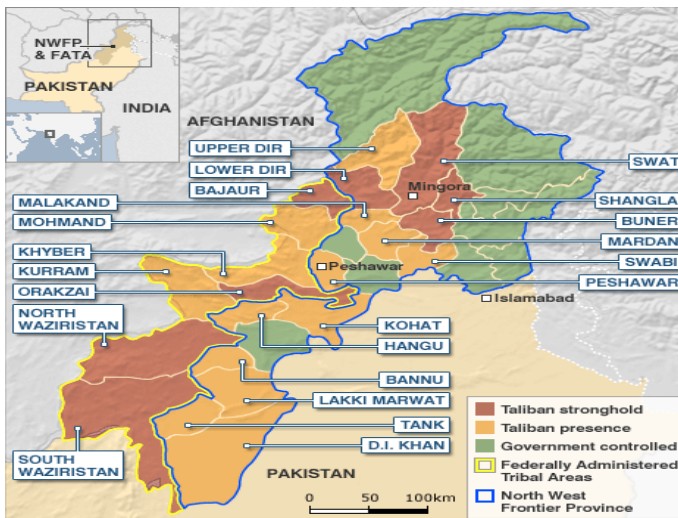 NWFP
& FATA
PAKISTAN
INDIA
AFGHANISTAN
UPPER DIR
LOWER DIR
BAJAUR
MALAKAND
MOHMAND
KHYBER
KURRAM
ORAKZAI
NORTH
WAZIRISTAN
SOUTH
WAZIRISTAN
SWAT
Mingora
SHANGLA
BUNER
MARDAN
SWABI
PESHAWAR
Peshawar
Islamabad
KOHAT
HANGU
BANNU
LAKKI MARWAT
TANK
D.I. KHAN
PAKISTAN
0 50 100km
Taliban stronghold
Taliban presence
Government controlled
Federally Administered
Tribal Areas
North West
Frontier Province